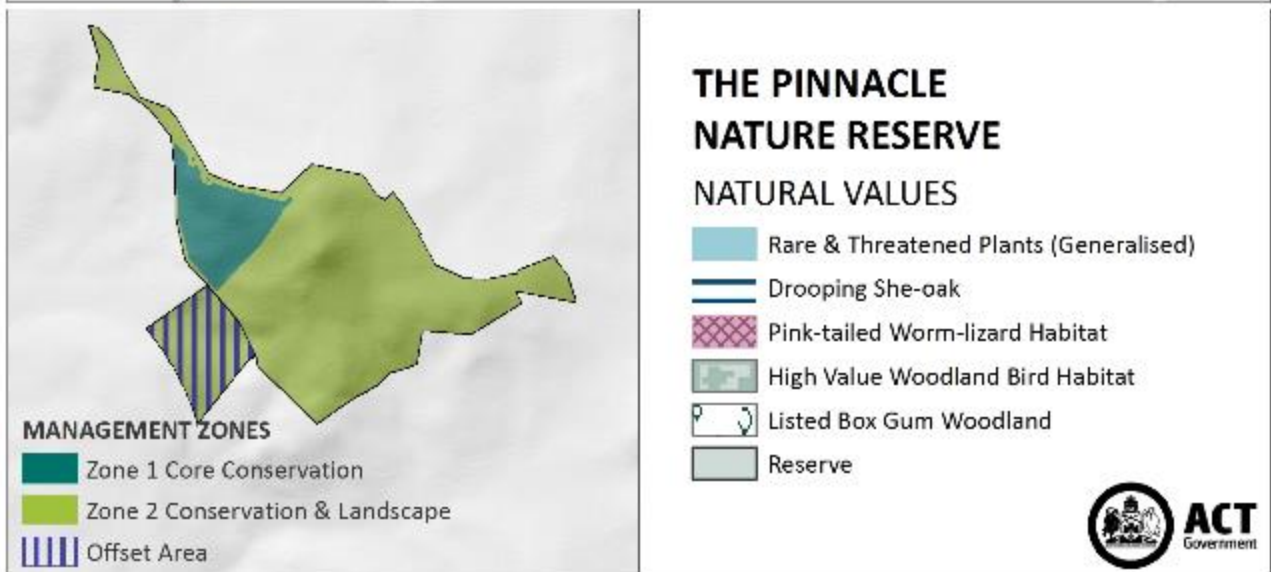 MANAGEMENT ZONES
Zone 1 Core Conservation
Zone 2 Conservation & Landscape
Offset Area
THE PINNACLE
NATURE RESERVE
NATURAL VALUES
Rare & Threatened Plants (Generalised)
Drooping She-oak
Pink-tailed Worm-lizard Habitat
High Value Woodland Bird Habitat
Listed Box Gum Woodland
Reserve
ACT
Government